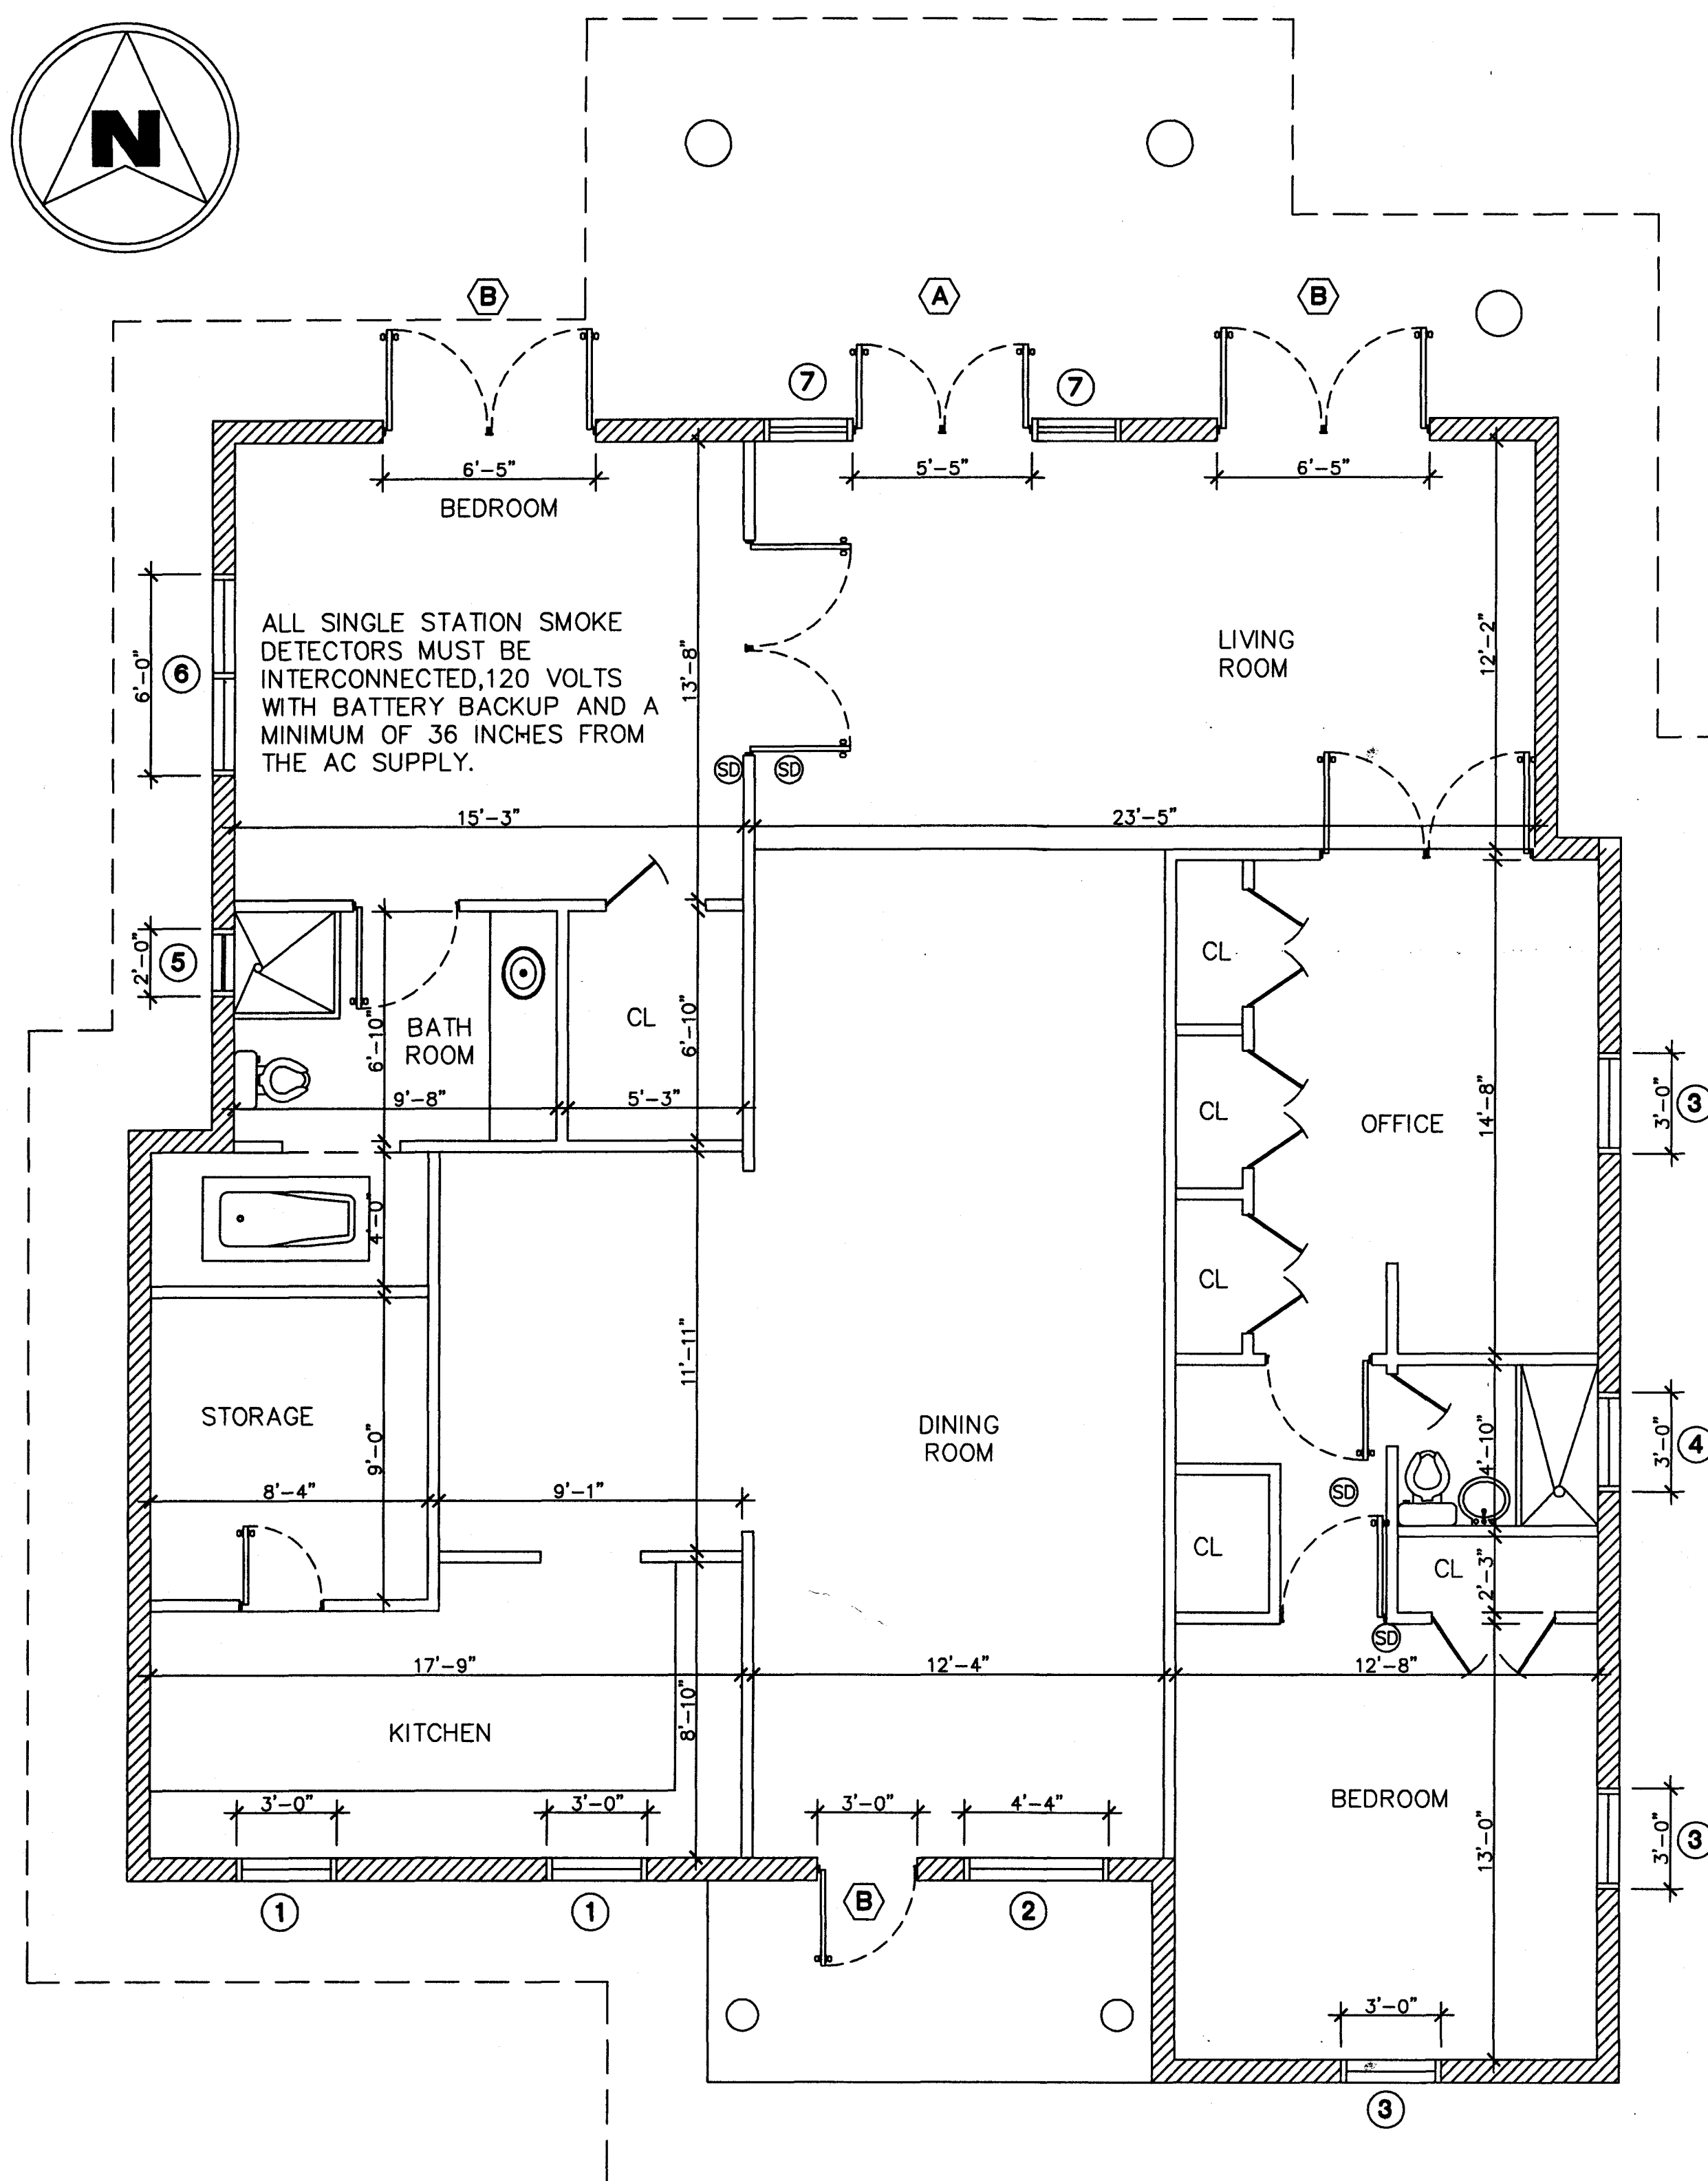 N
B
A
B
7
7
6'-5"
5'-5"
6'-5"
BEDROOM
ALL SINGLE STATION SMOKE
DETECTORS MUST BE
INTERCONNECTED,120 VOLTS
WITH BATTERY BACKUP AND A
MINIMUM OF 36 INCHES FROM
THE AC SUPPLY.
6'-0"
6
13'-8"
LIVING
ROOM
12'-2"
SD
SD
15'-3"
23'-5"
2'-0"
5
6'-10"
BATH
ROOM
CL
6'-10"
9'-8"
5'-3"
CL
CL
CL
OFFICE
14'-8"
3'-0"
3
4'-0"
11'-11"
STORAGE
9'-0"
8'-4"
9'-1"
DINING
ROOM
4'-10"
3'-0"
4
SD
CL
CL
2'-3"
SD
17'-9"
12'-4"
12'-8"
8'-10"
KITCHEN
3'-0"
3'-0"
3'-0"
4'-4"
BEDROOM
13'-0"
3'-0"
3
1
1
B
2
3'-0"
3